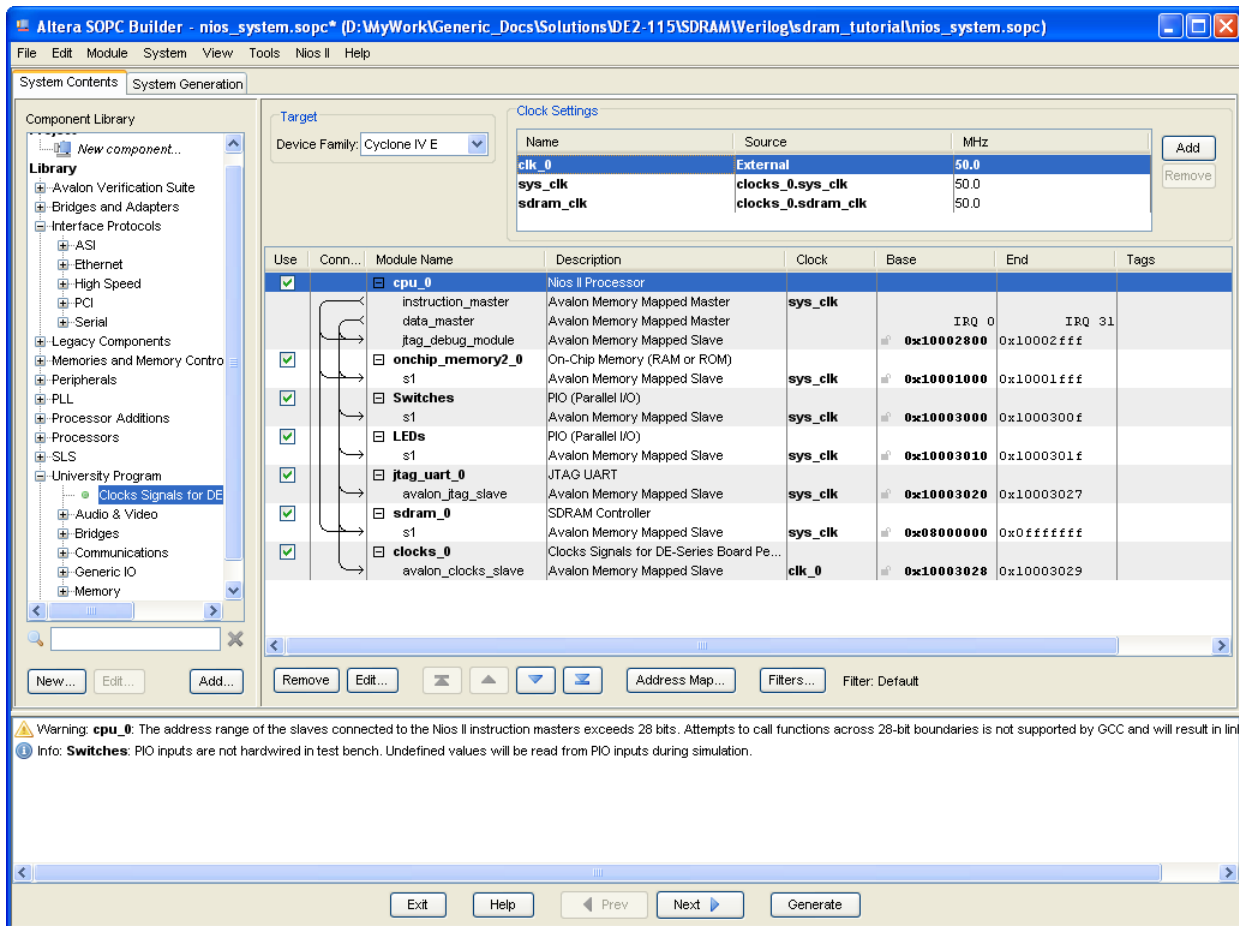 Altera SOPC Builder - nios_system.sopc* (D:\MyWork\Generic_Docs\Solutions\DE2-115\SDRAM\Verilog\sdram_tutorial\nios_system.sopc)
File Edit Module System View Tools Nios II Help
System Contents System Generation
Component Library
New component...
Library
Avalon Verification Suite
Bridges and Adapters
Interface Protocols
ASI
Ethernet
High Speed
PCI
Serial
Legacy Components
Memories and Memory Contro
Peripherals
PLL
Processor Additions
Processors
SLS
University Program
Clocks Signals for DE
Audio & Video
Bridges
Communications
Generic IO
Memory
New... Edit... Add...
Target
Device Family: Cyclone IV E
Clock Settings
Name Source MHz
clk_0 External 50.0
sys_clk clocks_0.sys_clk 50.0
sdram_clk clocks_0.sdram_clk 50.0
Add
Remove
Use Conn... Module Name Description Clock Base End Tags
cpu_0 Nios II Processor
instruction_master Avalon Memory Mapped Master sys_clk
data_master Avalon Memory Mapped Master IRQ 0 IRQ 31
jtag_debug_module Avalon Memory Mapped Slave 0x10002800 0x10002fff
onchip_memory2_0 On-Chip Memory (RAM or ROM)
s1 Avalon Memory Mapped Slave sys_clk 0x10001000 0x10001fff
Switches PIO (Parallel I/O)
s1 Avalon Memory Mapped Slave sys_clk 0x10003000 0x1000300f
LEDs PIO (Parallel I/O)
s1 Avalon Memory Mapped Slave sys_clk 0x10003010 0x1000301f
jtag_uart_0 JTAG UART
avalon_jtag_slave Avalon Memory Mapped Slave sys_clk 0x10003020 0x10003027
sdram_0 SDRAM Controller
s1 Avalon Memory Mapped Slave sys_clk 0x08000000 0x0fffffff
clocks_0 Clocks Signals for DE-Series Board Pe...
avalon_clocks_slave Avalon Memory Mapped Slave clk_0 0x10003028 0x10003029
Remove Edit... Address Map... Filters... Filter: Default
Warning: cpu_0: The address range of the slaves connected to the Nios II instruction masters exceeds 28 bits. Attempts to call functions across 28-bit boundaries is not supported by GCC and will result in lin
Info: Switches: PIO inputs are not hardwired in test bench. Undefined values will be read from PIO inputs during simulation.
Exit Help Prev Next Generate